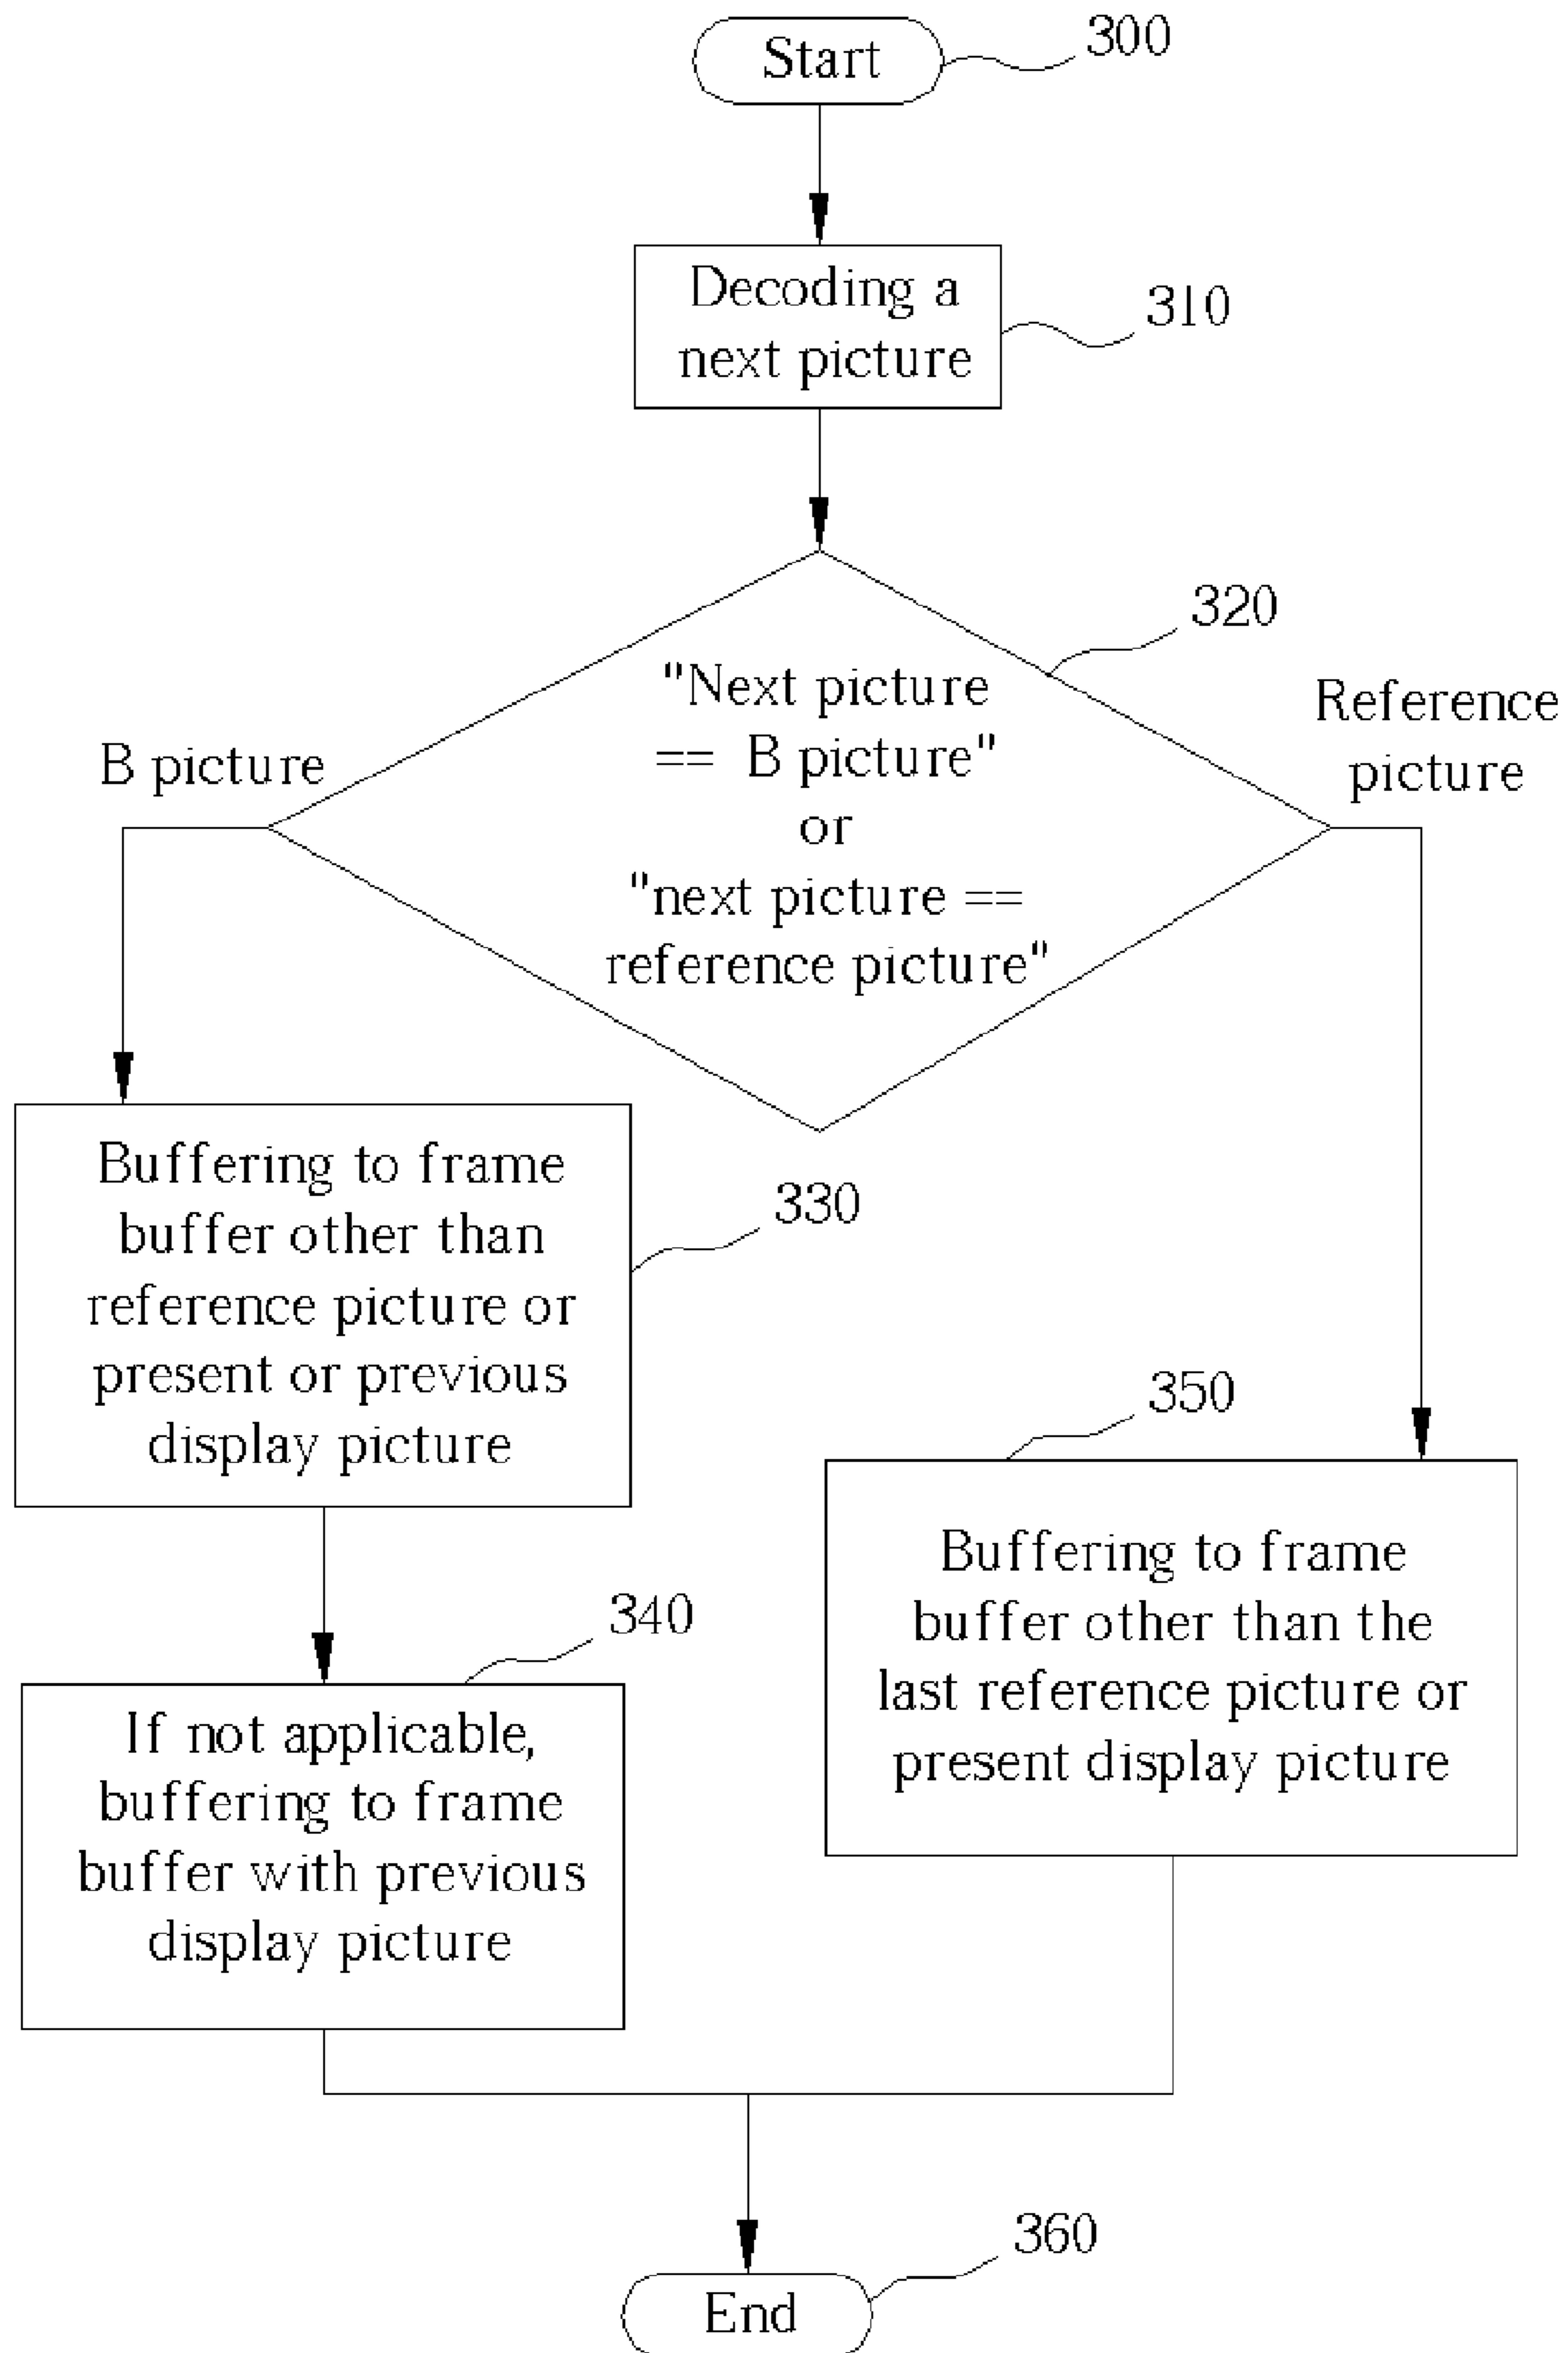 Start
300
Decoding a
next picture
310
320
"Next picture
== B picture"
or
"next picture ==
reference picture"
B picture
Reference
picture
Buffering to frame
buffer other than
reference picture or
present or previous
display picture
330
340
If not applicable,
buffering to frame
buffer with previous
display picture
350
Buffering to frame
buffer other than the
last reference picture or
present display picture
360
End